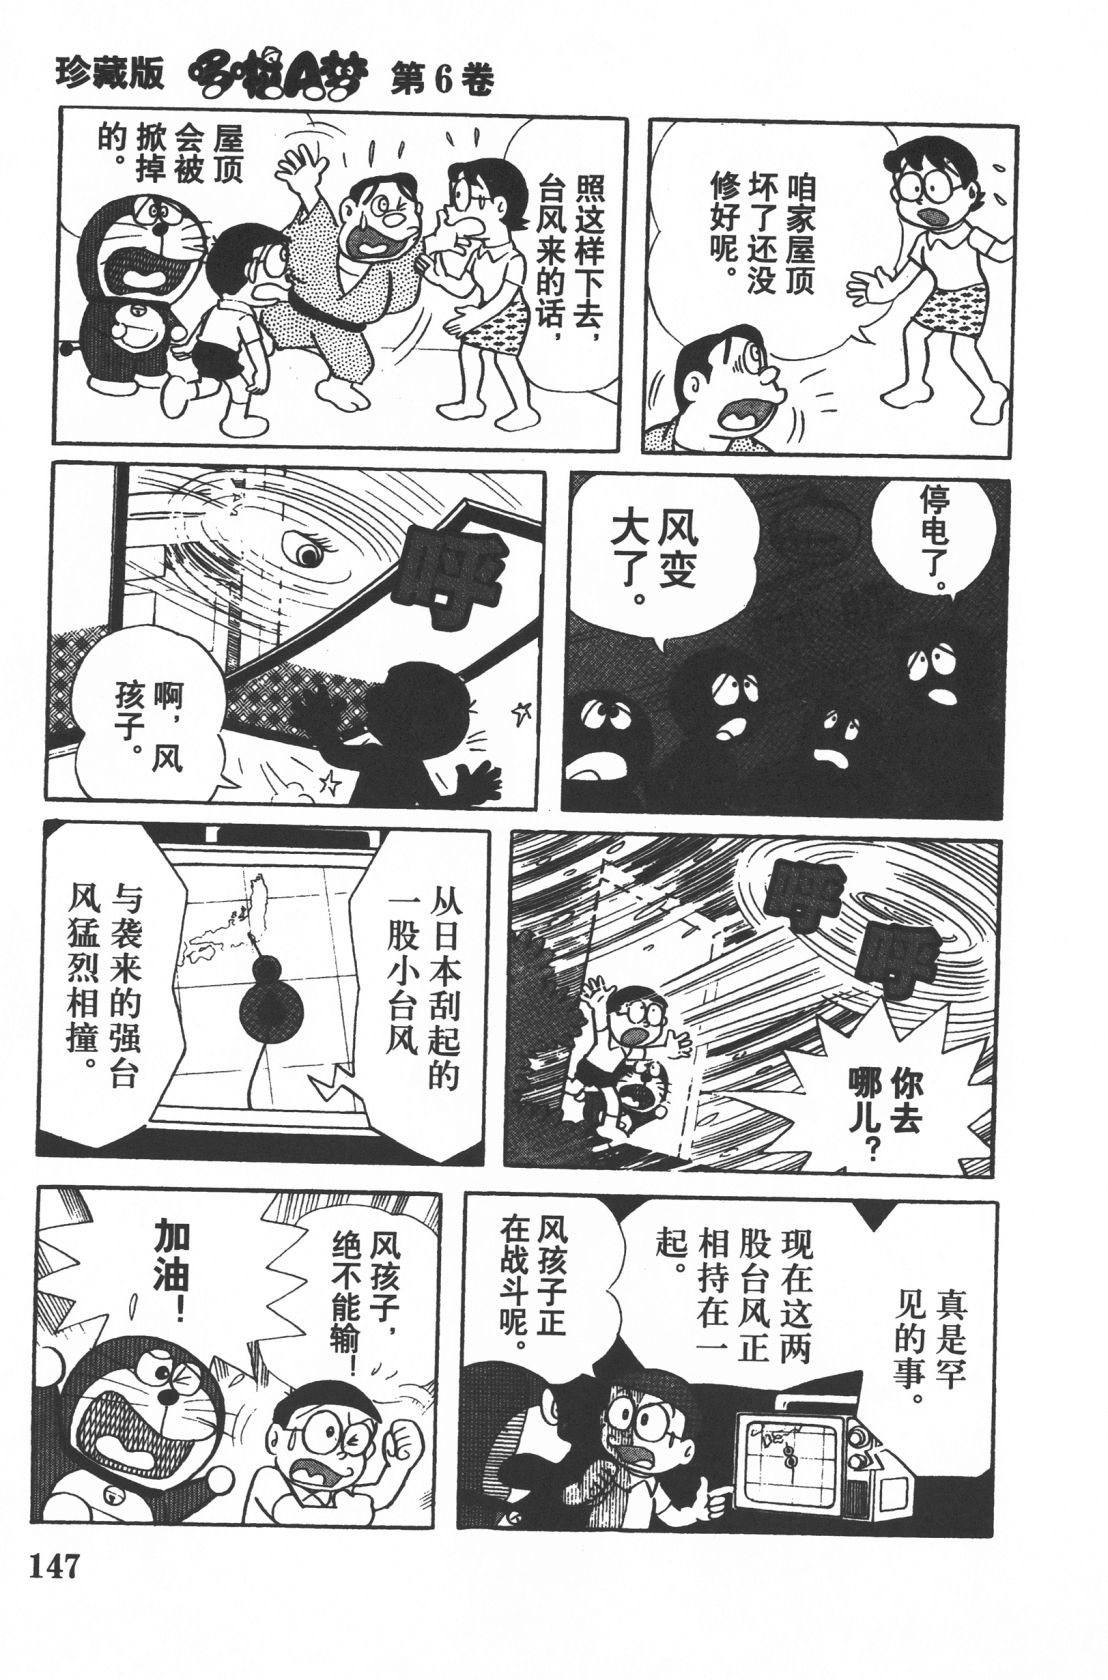 珍藏版 哆啦A梦 第6卷
咱家屋顶
坏了还没
修好呢。
照这样下去，
台风来的话，
屋顶
会被
掀掉
的。
停电了。
风变
大了。
呼
啊，风
孩子。
呼
呼
你去
哪儿？
从日本刮起的
一股小台风
与袭来的强台
风猛烈相撞。
真是罕
见的事。
现在这两
股台风正
相持在一
起。
风孩子正
在战斗呢。
风孩子，
绝不能输！
加油！
147